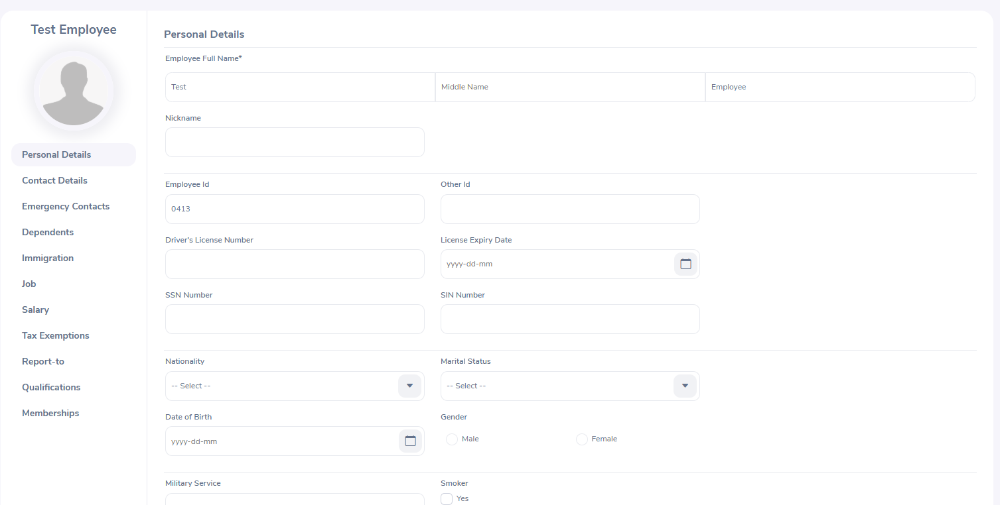 Test Employee
Personal Details
Contact Details
Emergency Contacts
Dependents
Immigration
Job
Salary
Tax Exemptions
Report-to
Qualifications
Memberships
Personal Details
Employee Full Name*
Test Middle Name Employee
Nickname
Employee Id Other Id
0413
Driver's License Number License Expiry Date
yyyy-dd-mm
SSN Number SIN Number
Nationality Marital Status
-- Select -- -- Select --
Date of Birth Gender
yyyy-dd-mm Male Female
Military Service Smoker
Yes